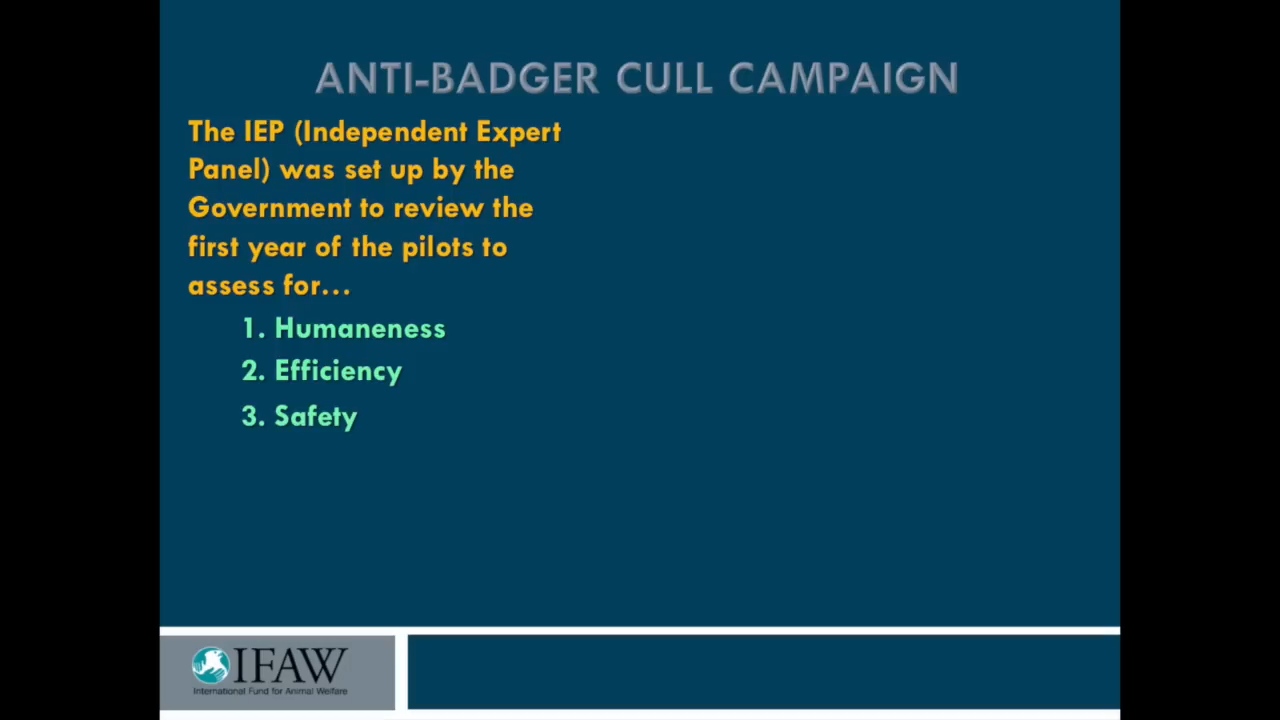 ANTI-BADGER CULL CAMPAIGN
The IEP (Independent Expert
Panel) was set up by the
Government to review the
first year of the pilots to
assess for...
1. Humaneness
2. Efficiency
3. Safety
IFAW
International Fund for Animal Welfare